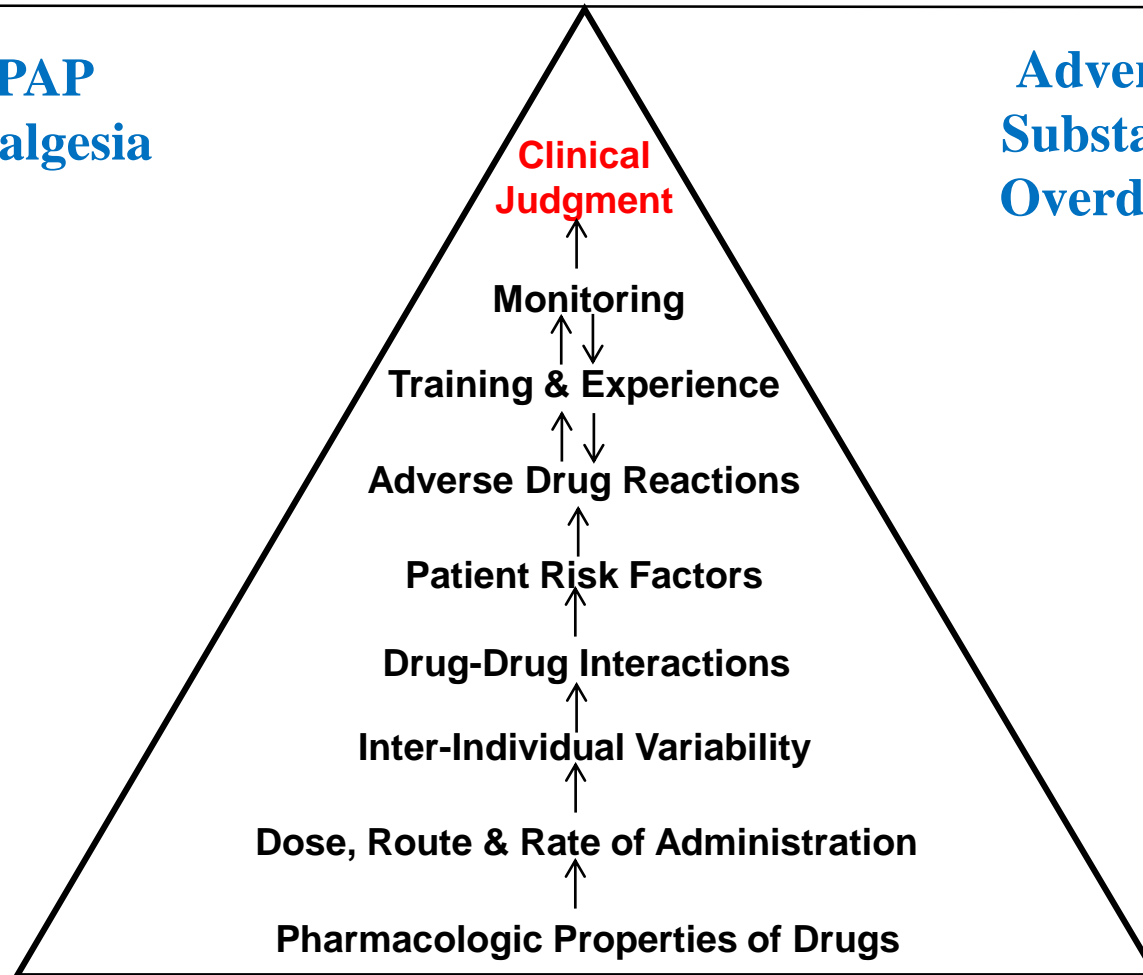 PAP
algesia
Adver
Substa
Overd
Clinical
Judgment
Monitoring
Training & Experience
Adverse Drug Reactions
Patient Risk Factors
Drug-Drug Interactions
Inter-Individual Variability
Dose, Route & Rate of Administration
Pharmacologic Properties of Drugs